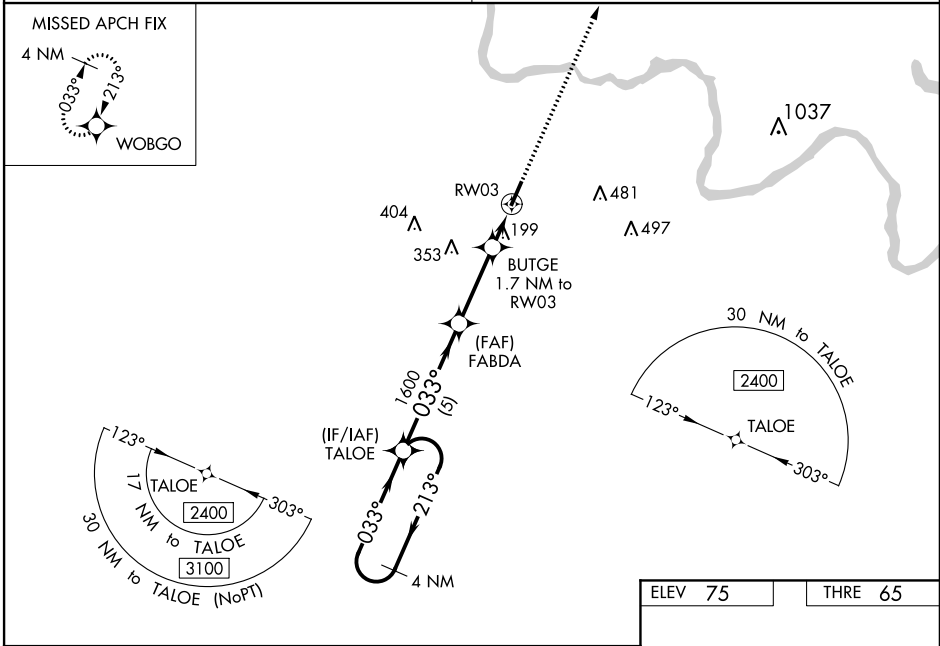 MISSED APCH FIX
4 NM
033°
213°
WOBGO
1037
RW03
481
404
199
497
353
BUTGE
1.7 NM to
RW03
(FAF)
FABDA
1600
033°
(5)
(IF/IAF)
TALOE
033°
213°
4 NM
30 NM to TALOE
2400
123°
TALOE
303°
123°
TALOE
303°
2400
17 NM to TALOE
3100
30 NM to TALOE (NoPT)
ELEV 75
THRE 65